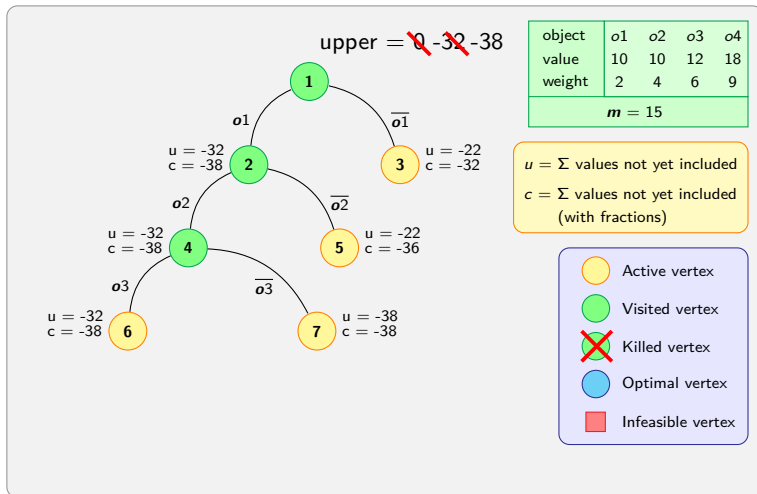 upper = 0 -32 -38
object o1 o2 o3 o4
value 10 10 12 18
weight 2 4 6 9
m = 15
1
o1
o1
u = -32
c = -38
2
3
u = -22
c = -32
u = Σ values not yet included
c = Σ values not yet included
(with fractions)
o2
o2
u = -32
c = -38
4
5
u = -22
c = -36
o3
o3
u = -32
c = -38
6
7
u = -38
c = -38
Active vertex
Visited vertex
Killed vertex
Optimal vertex
Infeasible vertex